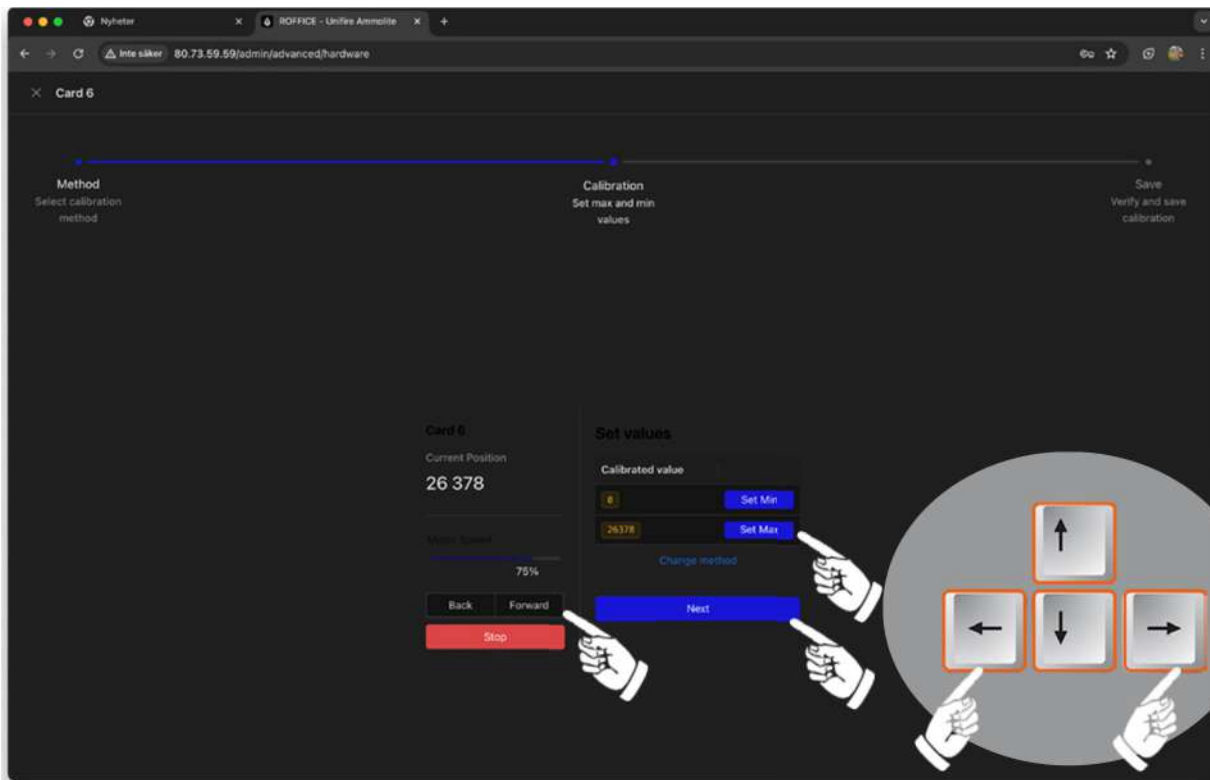 Nyheter
ROFFICE - Unifire Ammolite
Inte säker 80.73.59.59/admin/advanced/hardware
Card 6
Method
Select calibration
method
Calibration
Set max and min
values
Save
Verify and save
calibration
Card 6
Current Position
26 378
Motor Speed
75%
Back Forward
Stop
Set values
Calibrated value
0 Set Min
26378 Set Max
Change method
Next